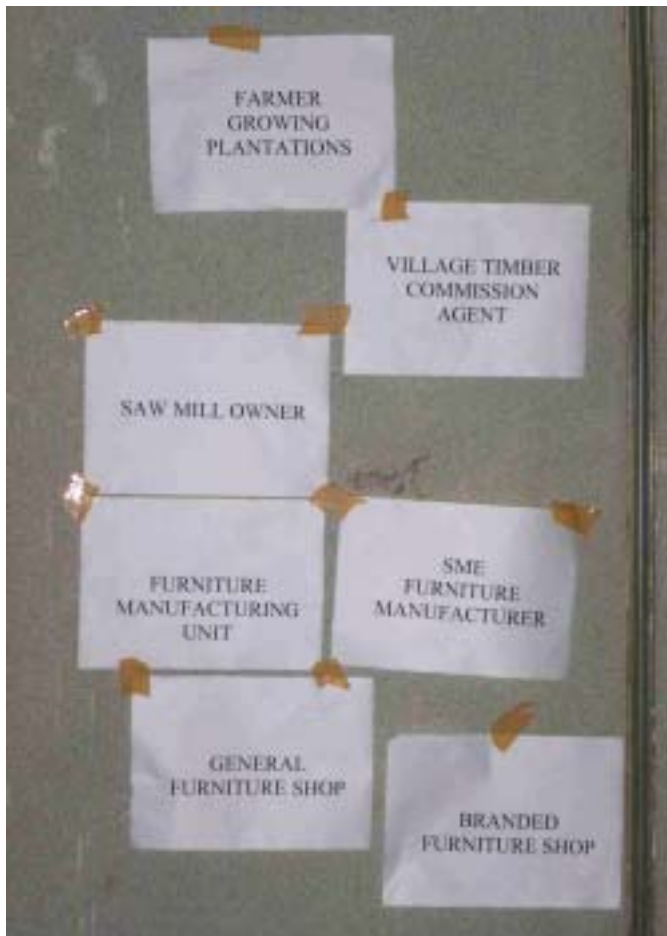 FARMER
GROWING
PLANTATIONS
VILLAGE TIMBER
COMMISSION
AGENT
SAW MILL OWNER
FURNITURE
MANUFACTURING
UNIT
SME
FURNITURE
MANUFACTURER
GENERAL
FURNITURE SHOP
BRANDED
FURNITURE SHOP